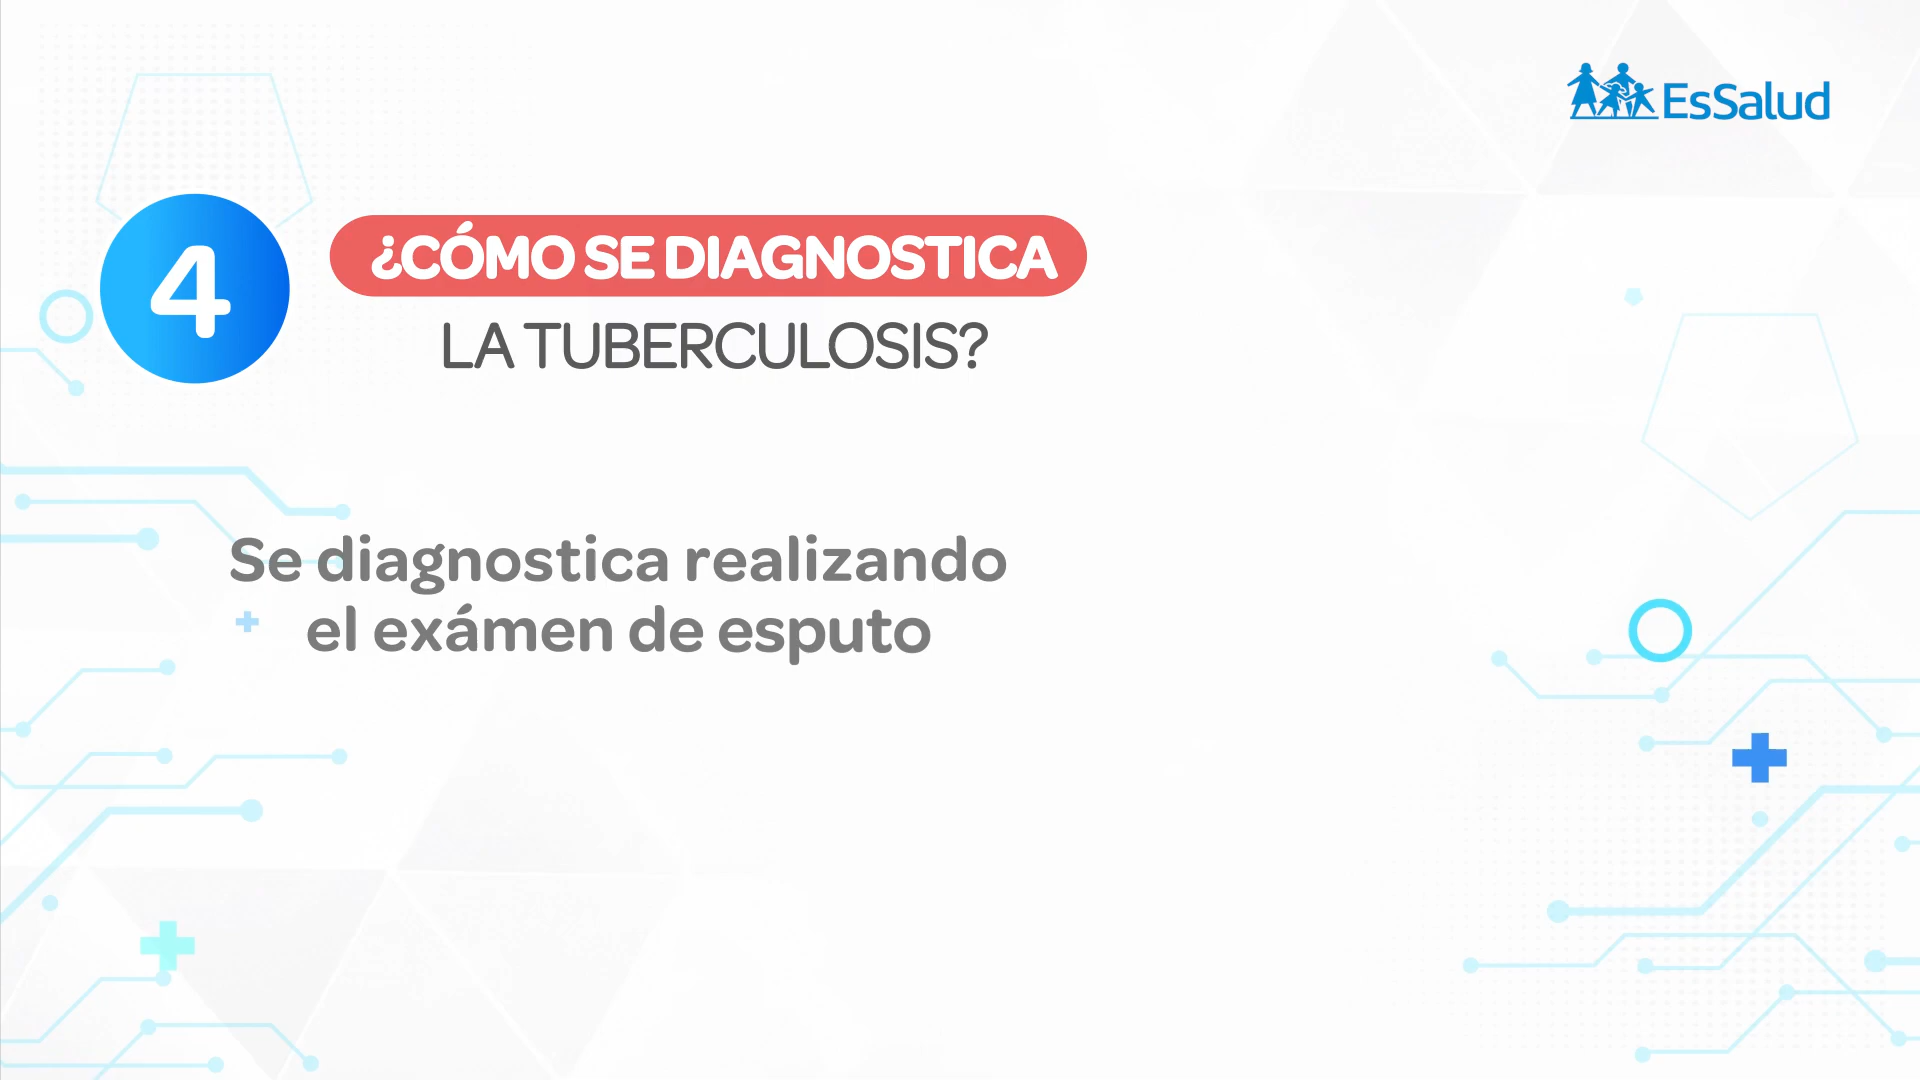 EsSalud
4
¿CÓMO SE DIAGNOSTICA
LA TUBERCULOSIS?
Se diagnostica realizando
el exámen de esputo